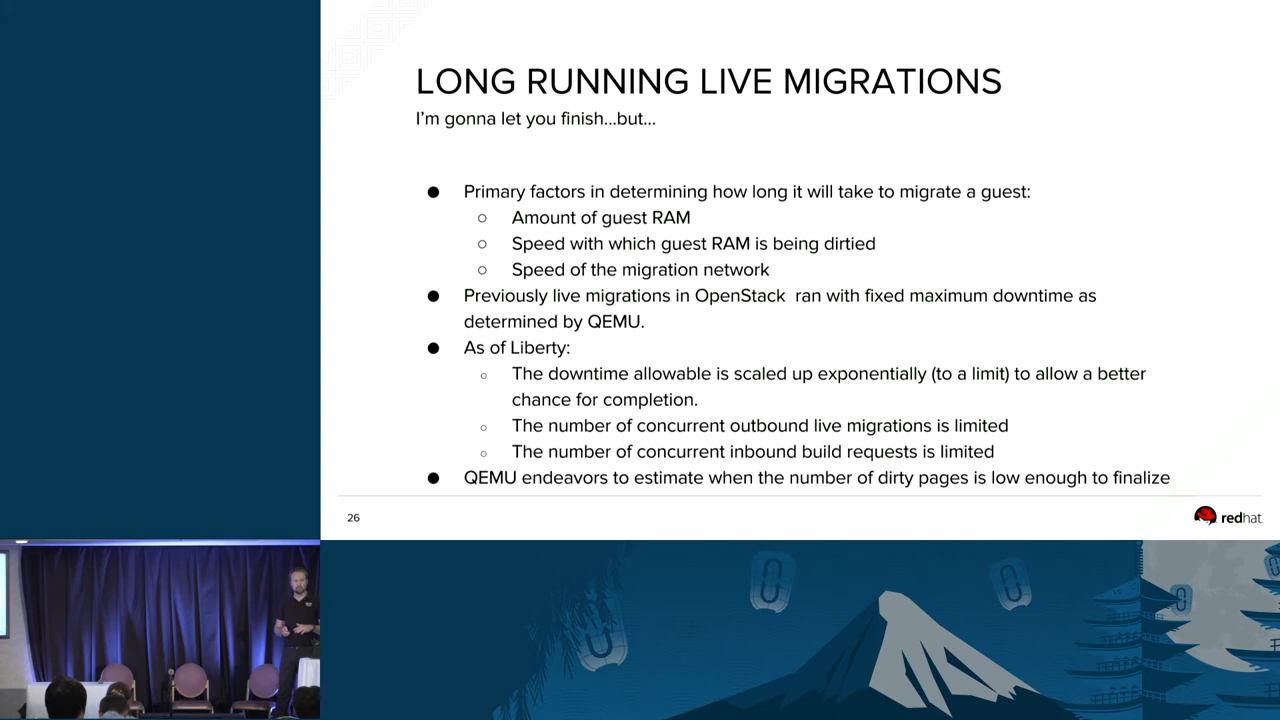 LONG RUNNING LIVE MIGRATIONS
I'm gonna let you finish...but...
● Primary factors in determining how long it will take to migrate a guest:
○ Amount of guest RAM
○ Speed with which guest RAM is being dirtied
○ Speed of the migration network
● Previously live migrations in OpenStack ran with fixed maximum downtime as
determined by QEMU.
● As of Liberty:
○ The downtime allowable is scaled up exponentially (to a limit) to allow a better
chance for completion.
○ The number of concurrent outbound live migrations is limited
○ The number of concurrent inbound build requests is limited
● QEMU endeavors to estimate when the number of dirty pages is low enough to finalize
26
redhat.